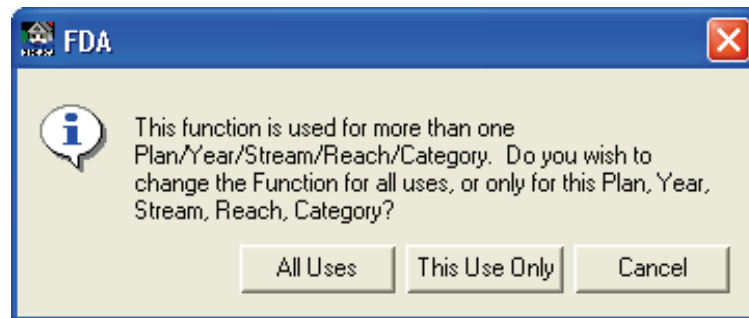 FDA
This function is used for more than one
Plan/Year/Stream/Reach/Category. Do you wish to
change the Function for all uses, or only for this Plan, Year,
Stream, Reach, Category?
All Uses
This Use Only
Cancel